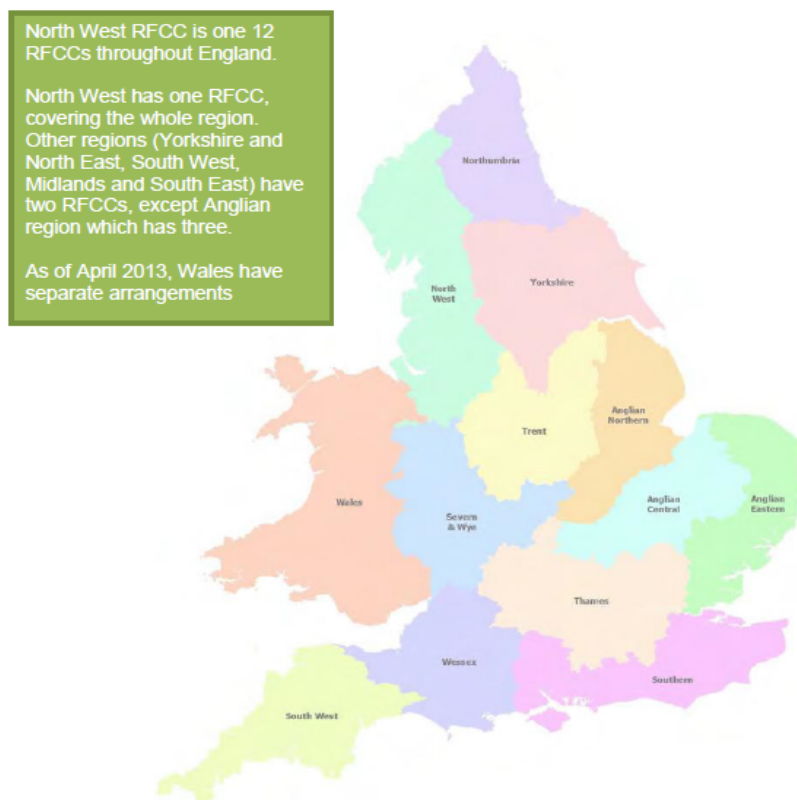 North West RFCC is one 12
RFCCs throughout England.
North West has one RFCC,
covering the whole region.
Other regions (Yorkshire and
North East, South West,
Midlands and South East) have
two RFCCs, except Anglian
region which has three.
As of April 2013, Wales have
separate arrangements
Northumbria
North
West
Yorkshire
Anglian
Northern
Trent
Wales
Severn
& Wye
Anglian
Central
Anglian
Eastern
Thames
Wessex
Southern
South West